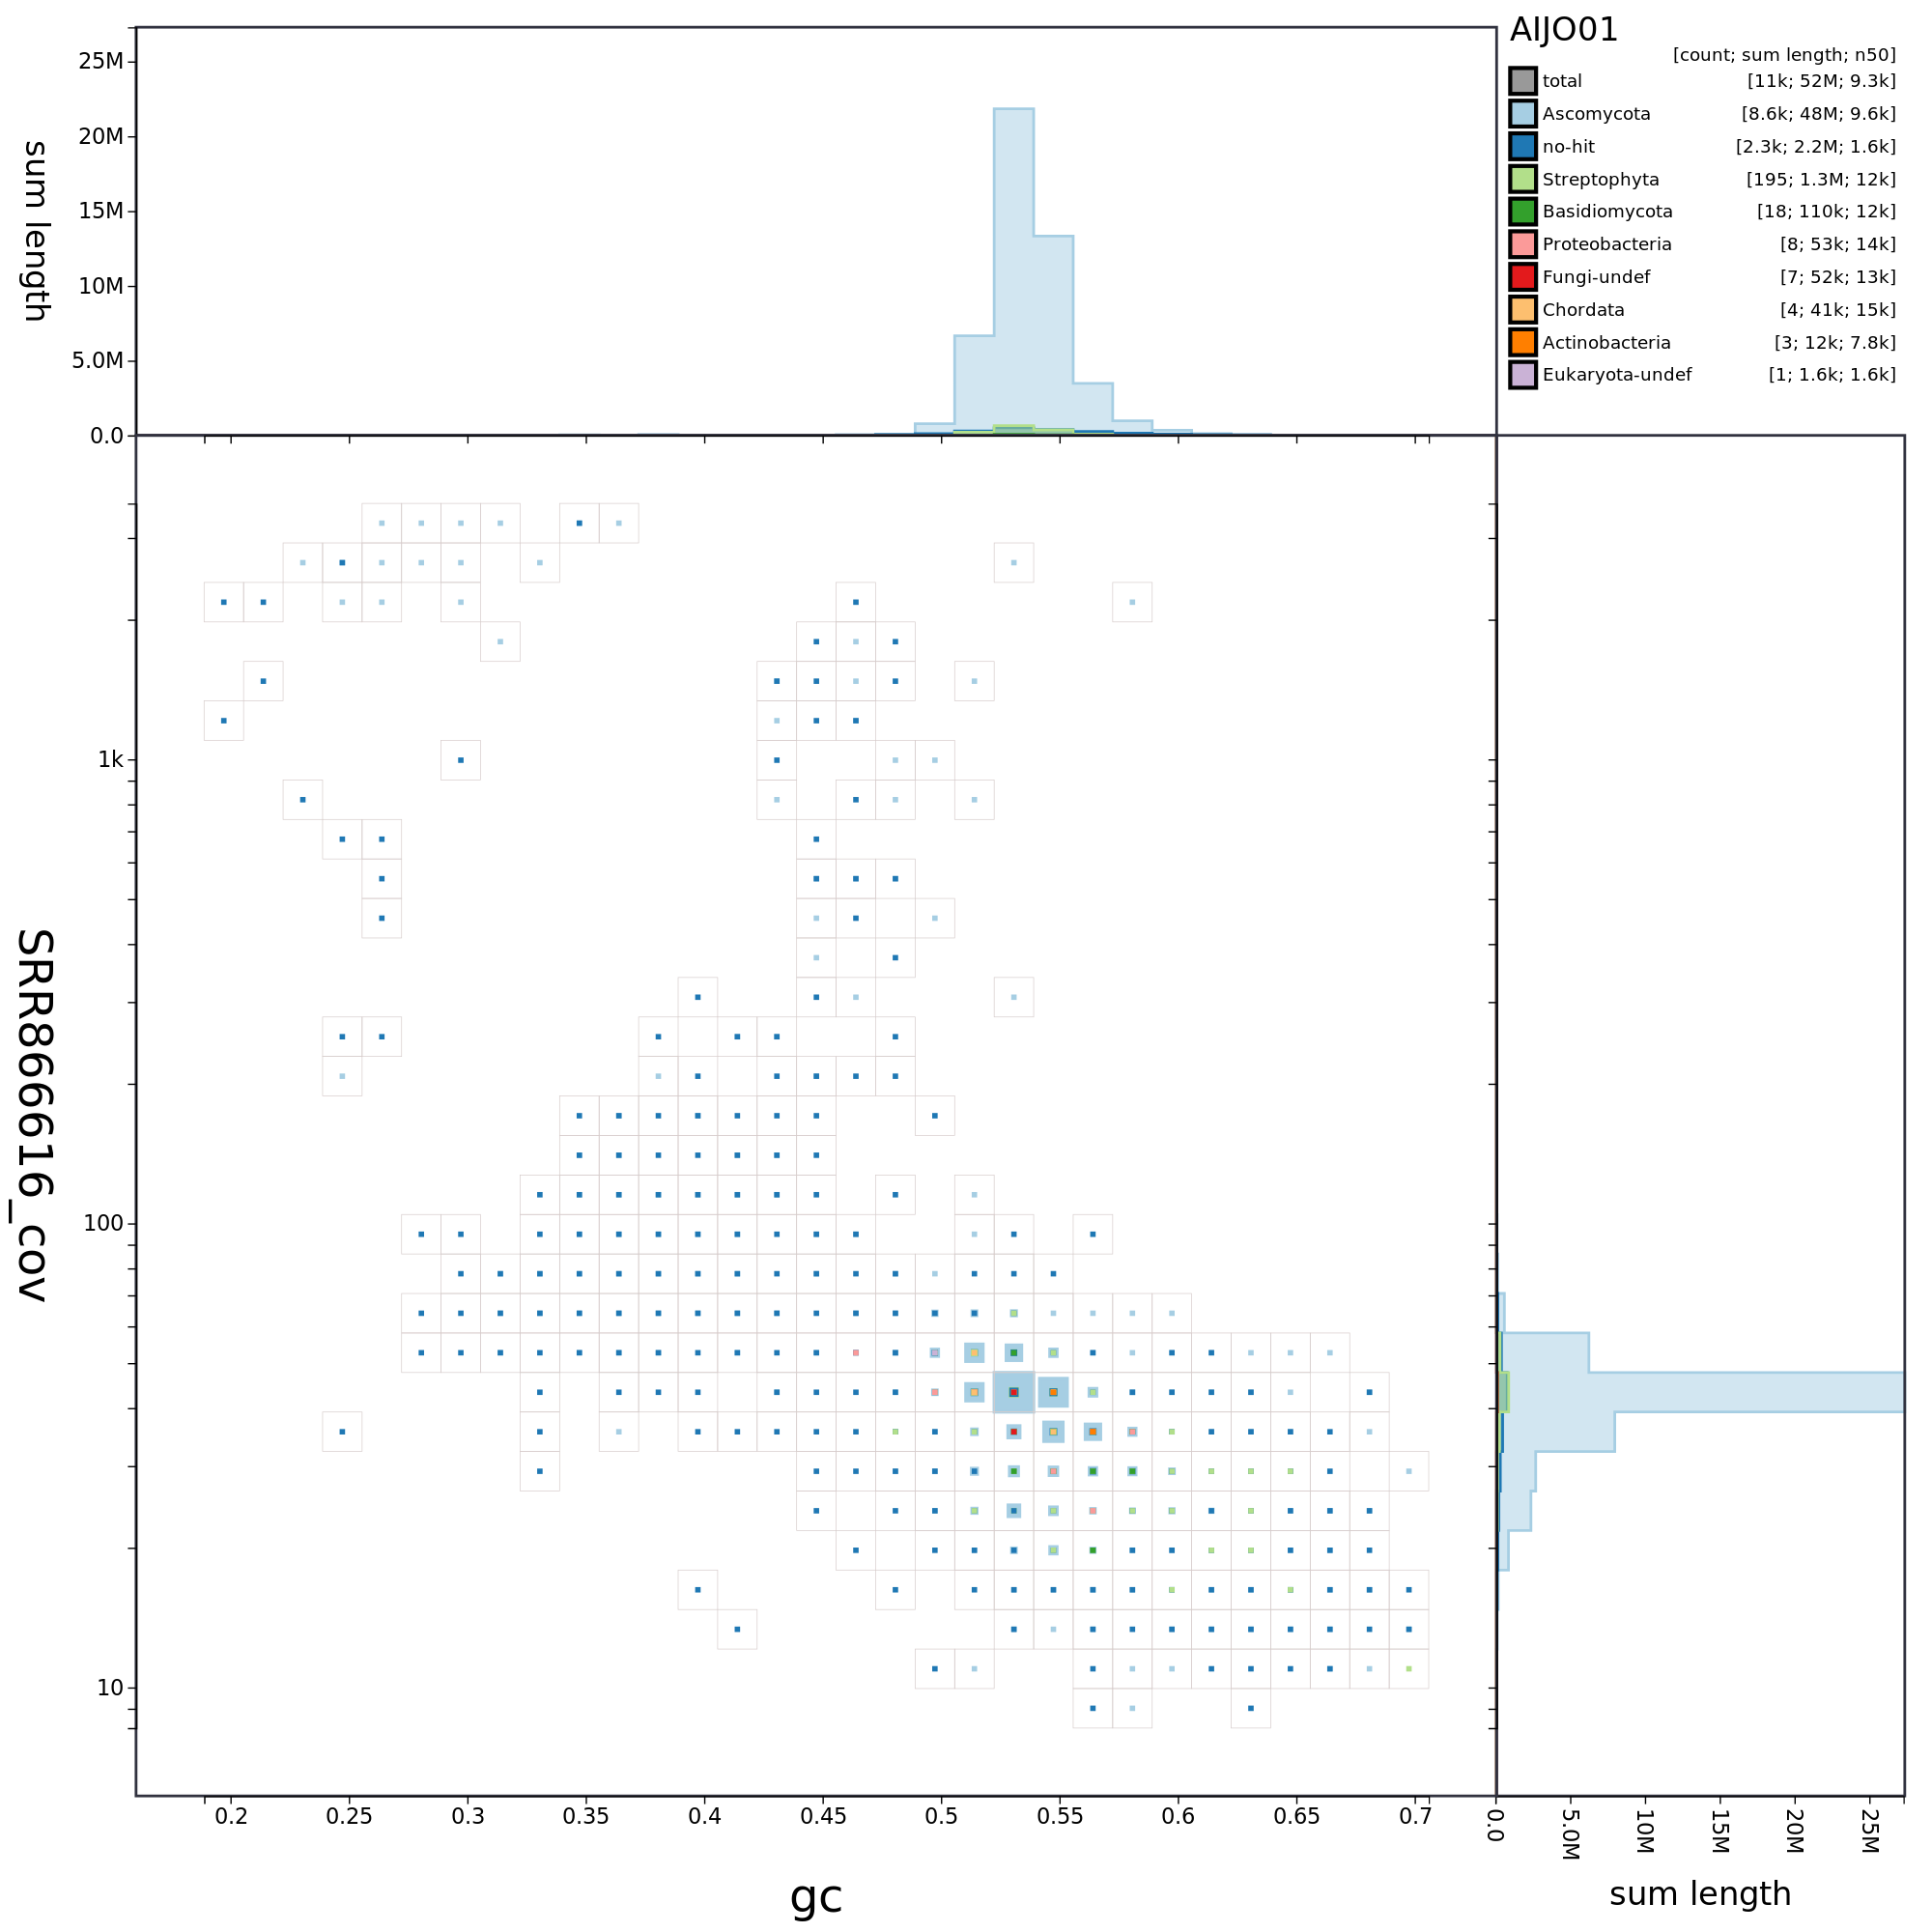 AIJO01
[count; sum length; n50]
total [11k; 52M; 9.3k]
Ascomycota [8.6k; 48M; 9.6k]
no-hit [2.3k; 2.2M; 1.6k]
Streptophyta [195; 1.3M; 12k]
Basidiomycota [18; 110k; 12k]
Proteobacteria [8; 53k; 14k]
Fungi-undef [7; 52k; 13k]
Chordata [4; 41k; 15k]
Actinobacteria [3; 12k; 7.8k]
Eukaryota-undef [1; 1.6k; 1.6k]
sum length
25M
20M
15M
10M
5.0M
0.0
SRR866616_cov
1k
100
10
0.2 0.25 0.3 0.35 0.4 0.45 0.5 0.55 0.6 0.65 0.7
gc
0.0 5.0M 10M 15M 20M 25M
sum length